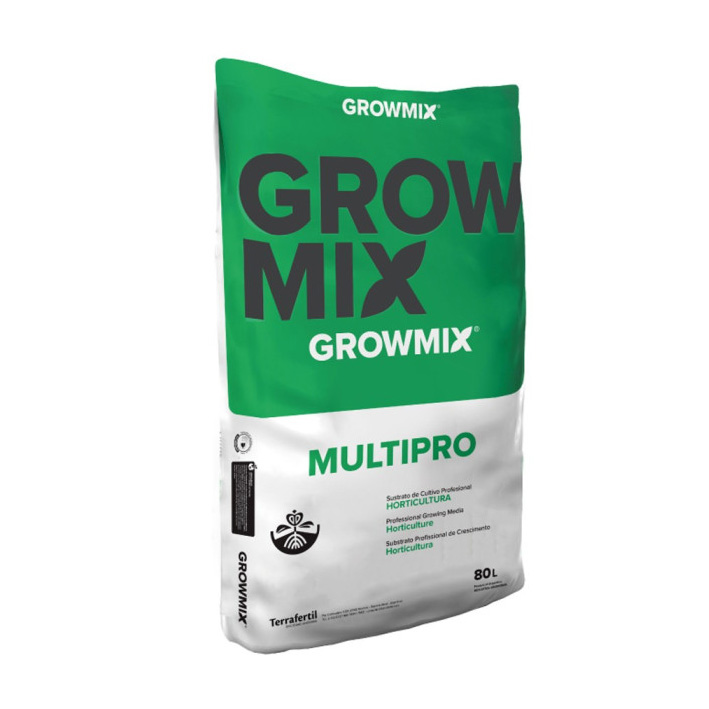 GROWMIX®
GROW
MIX
GROWMIX®
MULTIPRO
Sustrato de Cultivo Profesional
HORTICULTURA
Professional Growing Media
Horticulture
Substrato Profissional de Crescimento
Horticultura
80 L
GROWMIX®
Terrafertil